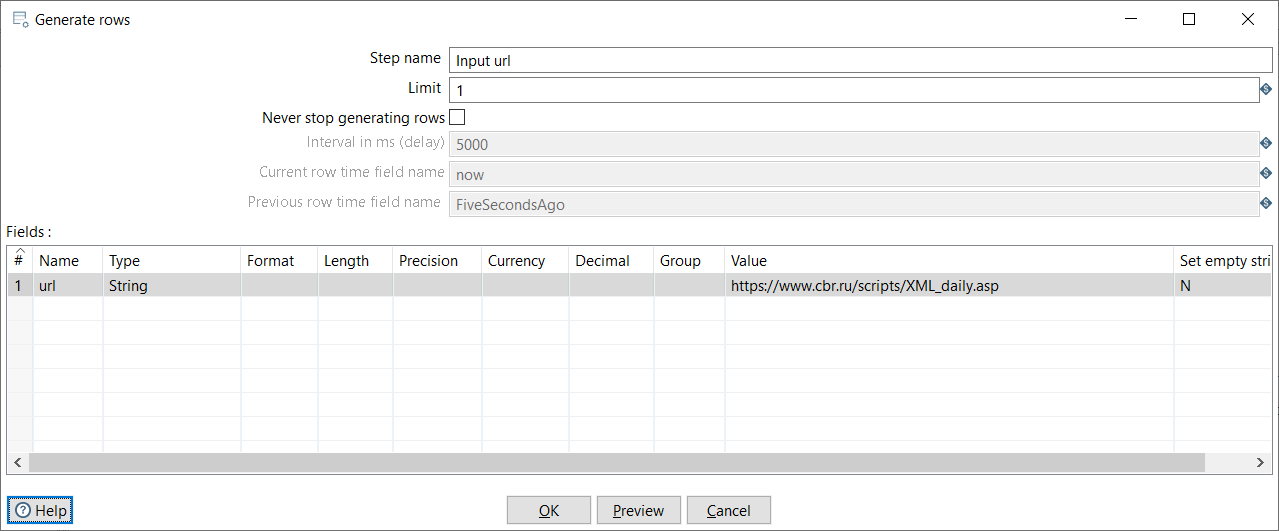 Generate rows
Step name Input url
Limit 1
Never stop generating rows
Interval in ms (delay) 5000
Current row time field name now
Previous row time field name FiveSecondsAgo
Fields :
# Name Type Format Length Precision Currency Decimal Group Value Set empty stri
1 url String https://www.cbr.ru/scripts/XML_daily.asp N
Help OK Preview Cancel